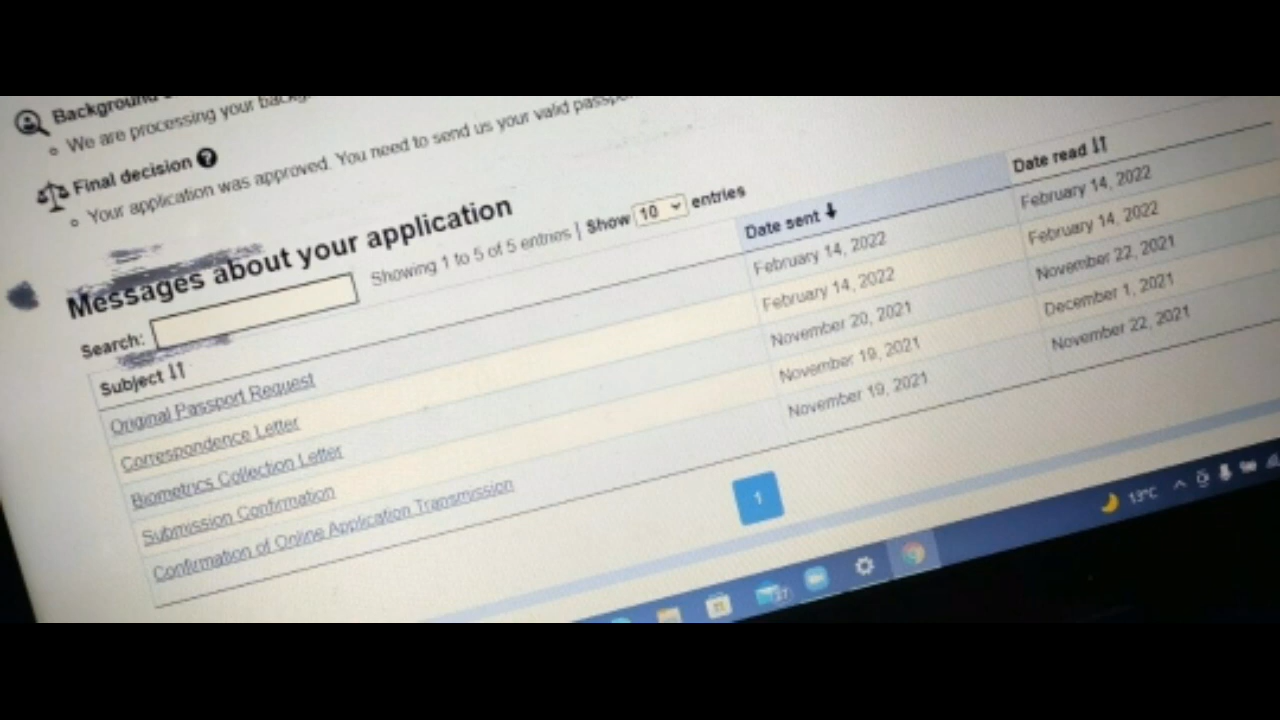 Background
We are processing your backg
Final decision ?
Your application was approved. You need to send us your valid passpo
Messages about your application
Search: Showing 1 to 5 of 5 entries | Show 10 entries
Subject Date sent Date read
Original Passport Request February 14, 2022 February 14, 2022
Correspondence Letter February 14, 2022 February 14, 2022
Biometrics Collection Letter November 20, 2021 November 22, 2021
Submission Confirmation November 19, 2021 December 1, 2021
Confirmation of Online Application Transmission November 19, 2021 November 22, 2021
1
13°C